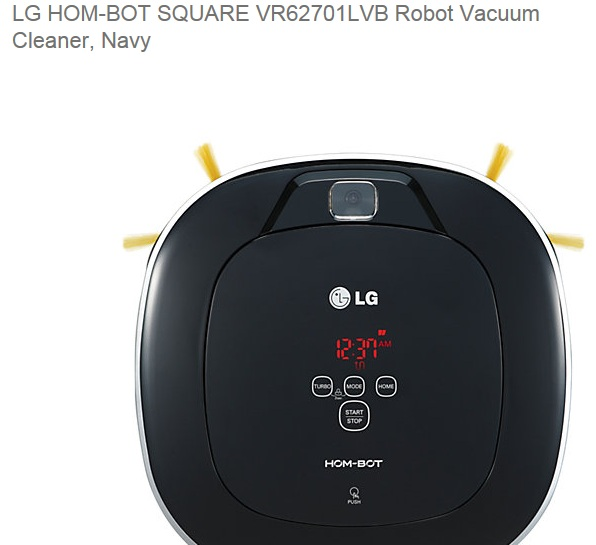 LG HOM-BOT SQUARE VR62701LVB Robot Vacuum
Cleaner, Navy
LG
12:37 AM
TURBO MODE HOME
START
STOP
HOM-BOT
PUSH